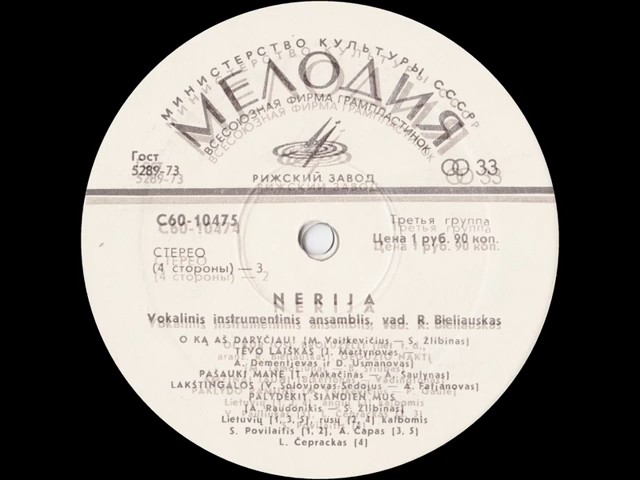 МИНИСТЕРСТВО КУЛЬТУРЫ СССР
МЕЛОДИЯ
ВСЕСОЮЗНАЯ ФИРМА ГРАМПЛАСТИНОК
РИЖСКИЙ ЗАВОД
Гост
5289-73
33
С60-10475
СТЕРЕО
(4 стороны) — 3
Третья группа
Цена 1 руб. 90 коп.
NERIJA
Vokalinis instrumentinis ansamblis, vad. R. Bieliauskas
O KĄ AŠ DARYČIAU! [M. Vaitkevičius — S. Žlibinas]
TĖVO LAIŠKAS [J. Martynovas
A. Dementjevas ir D. Usmanovas]
PAŠAUKI MANE [T. Makačinas — A. Saulynas]
LAKŠTINGALOS [V. Solovjovas-Sedojus — A. Fatjanovas]
PALYDĖKIT ŠIANDIEN MUS
[A. Raudonikis — S. Žlibinas]
Lietuvių [1, 3, 5], rusų [2, 4] kalbomis
S. Povilaitis [1, 2], A. Čapas [3, 5]
L. Čeprackas [4]